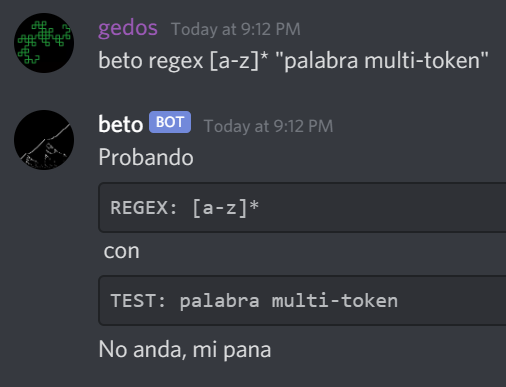 gedos Today at 9:12 PM
beto regex [a-z]* "palabra multi-token"
beto BOT Today at 9:12 PM
Probando
REGEX: [a-z]*
con
TEST: palabra multi-token
No anda, mi pana